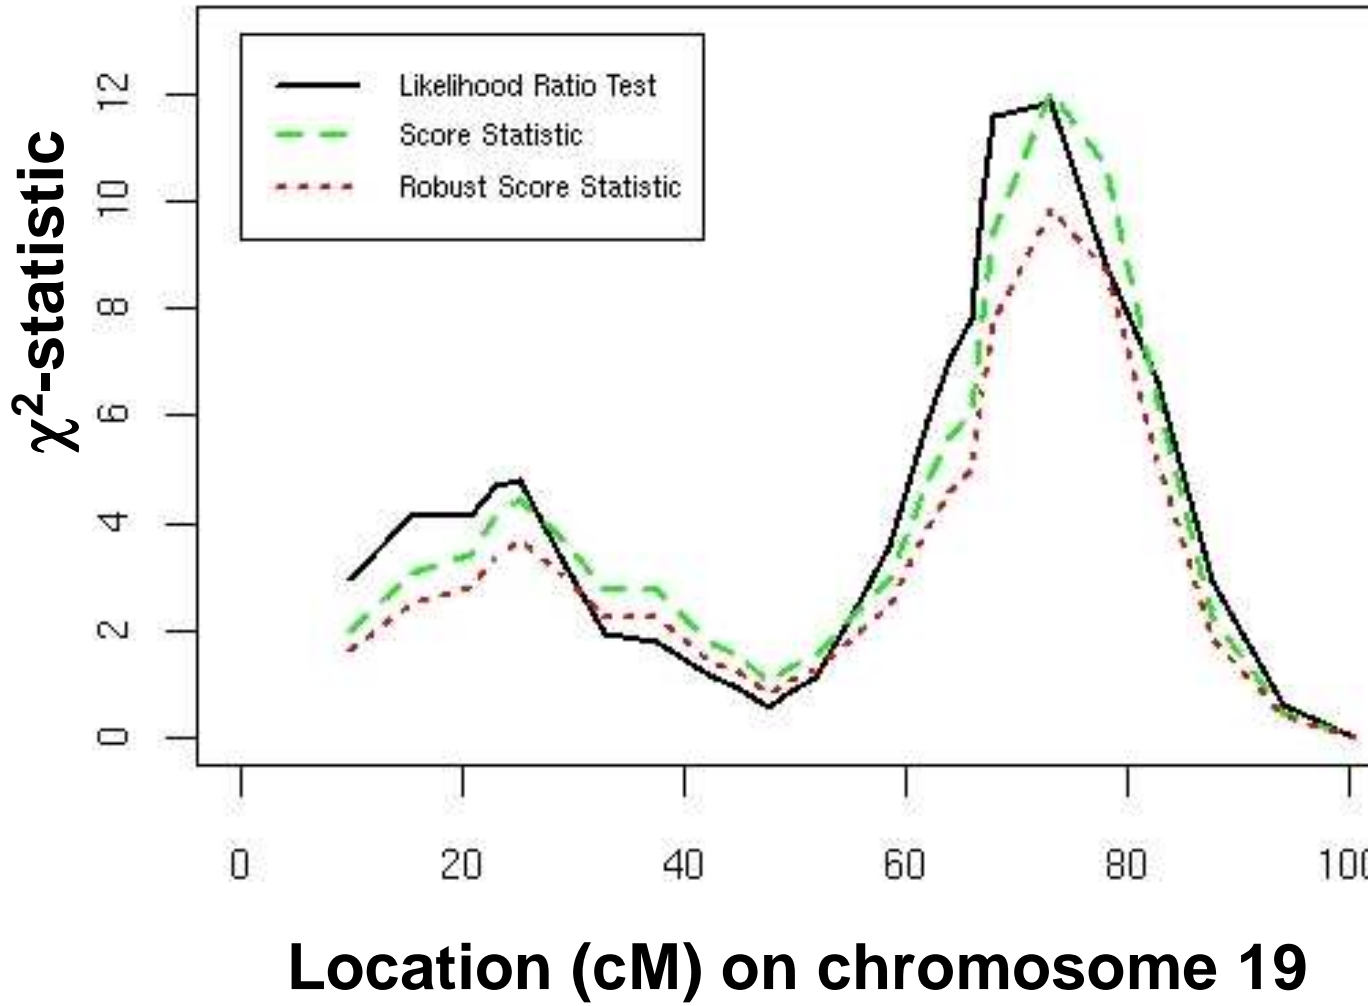 Likelihood Ratio Test
Score Statistic
Robust Score Statistic
χ²-statistic
12
10
8
6
4
2
0
0 20 40 60 80 100
Location (cM) on chromosome 19